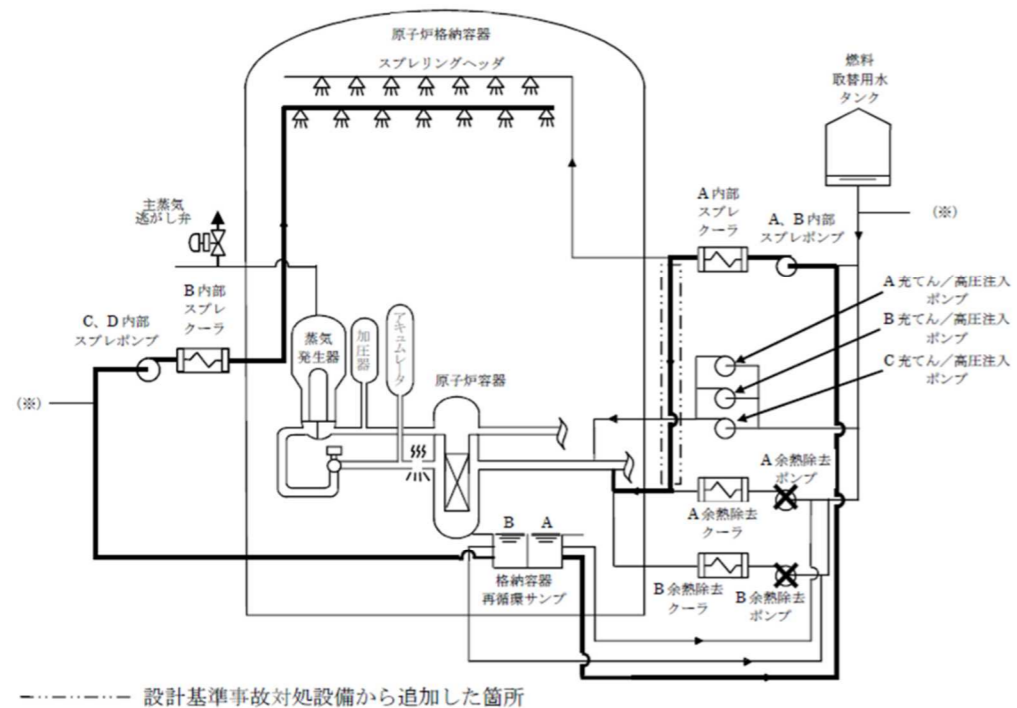 原子炉格納容器
スプレリングヘッダ
燃料
取替用水
タンク
主蒸気
逃がし弁
A内部
スプレ
クーラ
A、B内部
スプレポンプ
(※)
C、D内部
スプレポンプ
B内部
スプレ
クーラ
A充てん/高圧注入
ポンプ
B充てん/高圧注入
ポンプ
C充てん/高圧注入
ポンプ
(※)
蒸気
発生器
加圧器
アキュムレータ
原子炉容器
A余熱除去
ポンプ
A余熱除去
クーラ
B A
格納容器
再循環サンプ
B余熱除去
クーラ
B余熱除去
ポンプ
設計基準事故対処設備から追加した箇所